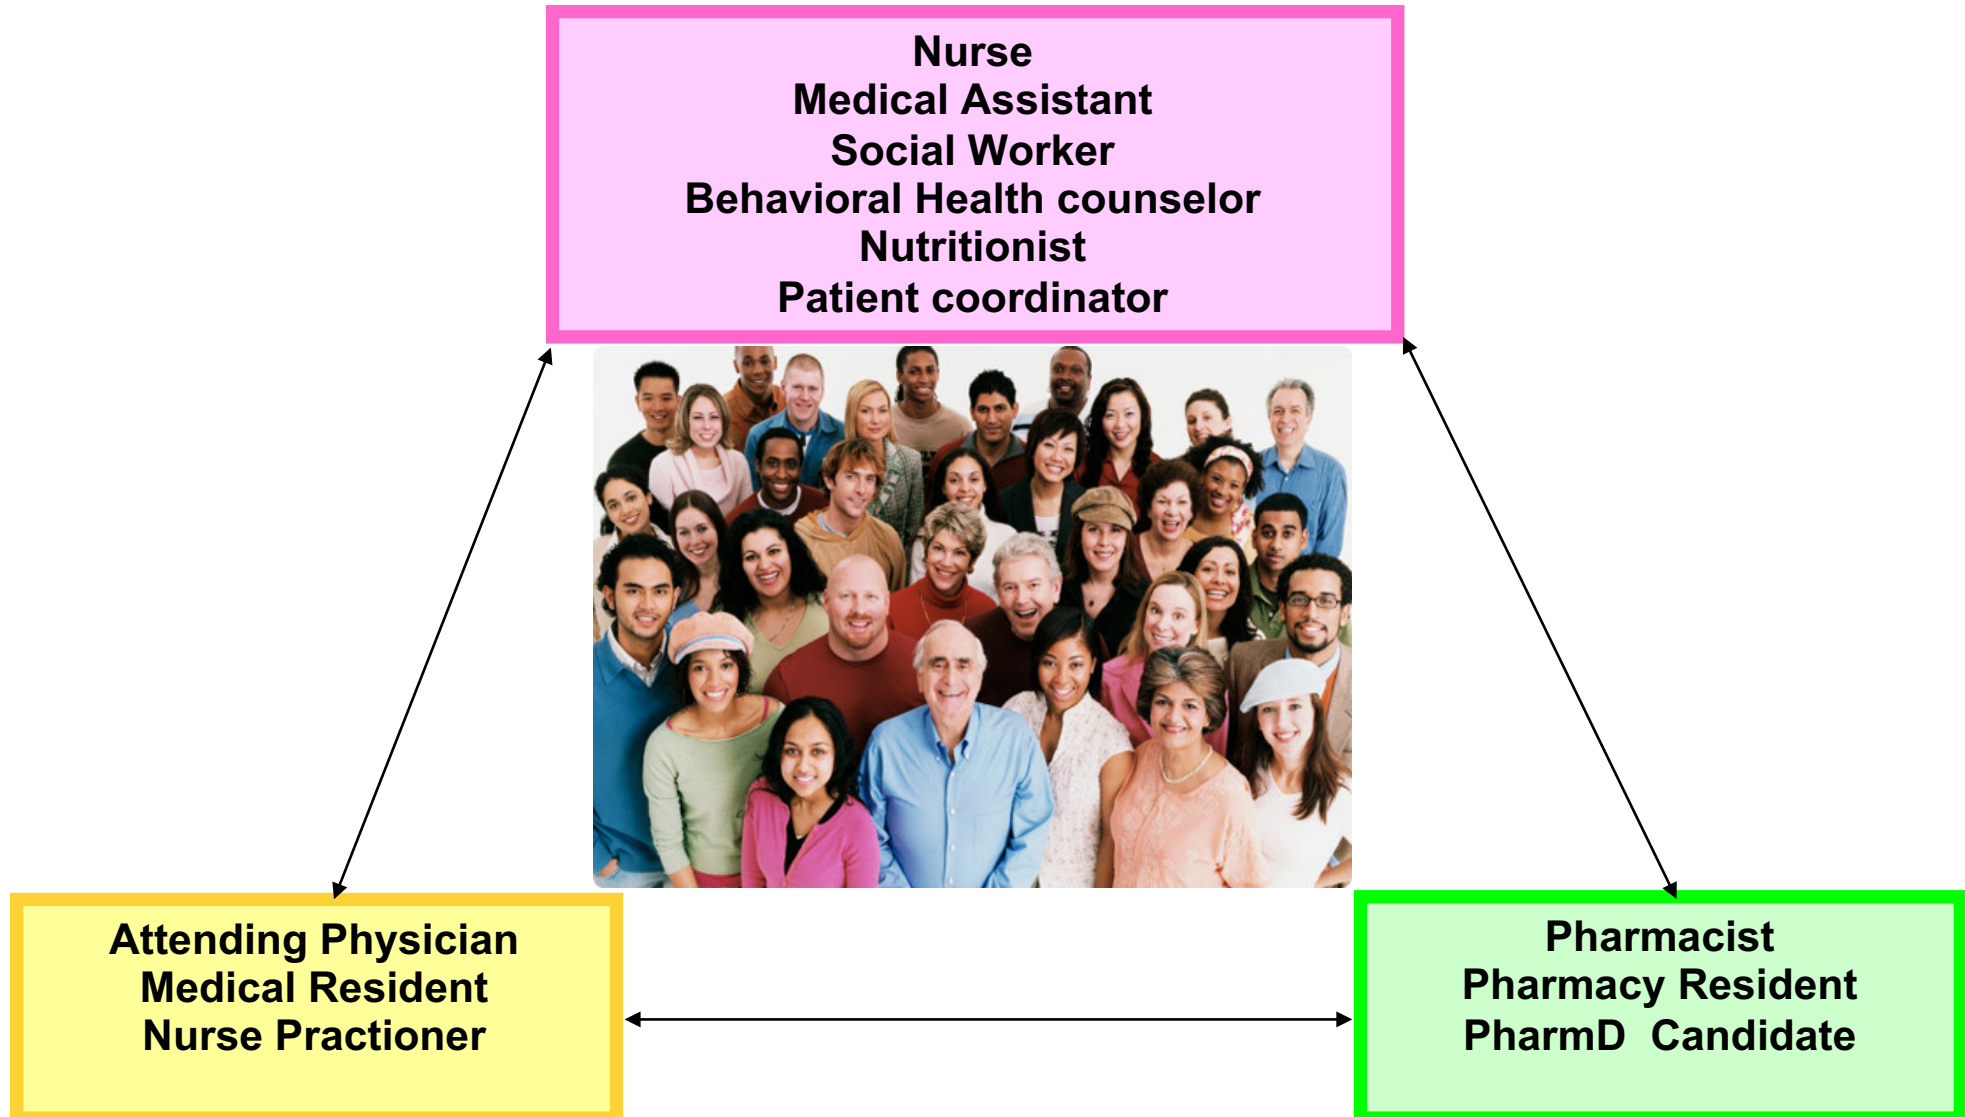 Nurse
Medical Assistant
Social Worker
Behavioral Health counselor
Nutritionist
Patient coordinator
Attending Physician
Medical Resident
Nurse Practioner
Pharmacist
Pharmacy Resident
PharmD  Candidate